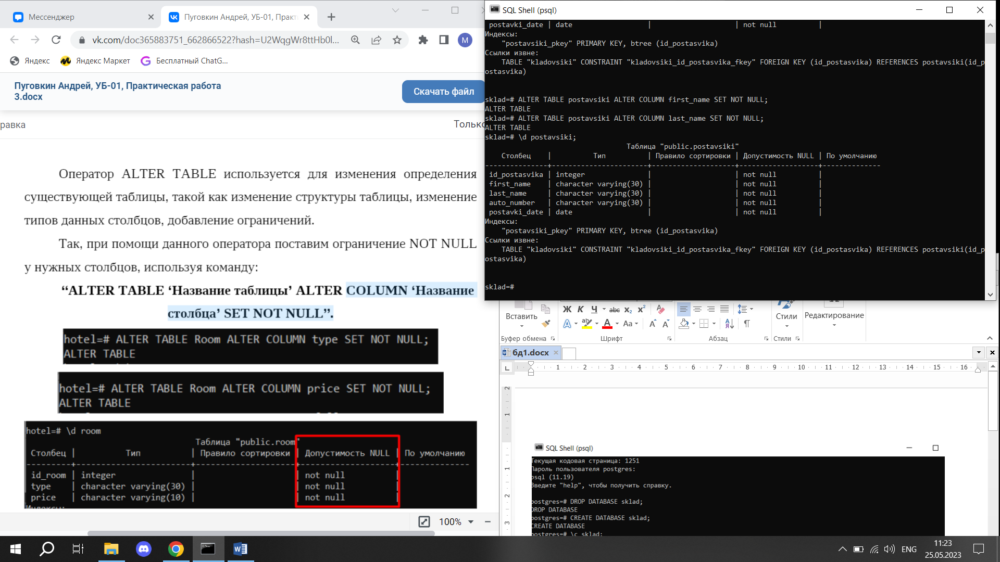 Мессенджер
Пуговкин Андрей, УБ-01, Практ
vk.com/doc365883751_662866522?hash=U2WqgWr8ttHb0l...
M
Яндекс
Яндекс Маркет
Бесплатный ChatG...
Пуговкин Андрей, УБ-01, Практическая работа
3.docx
Скачать файл
равка
Только
Оператор ALTER TABLE используется для изменения определения
существующей таблицы, такой как изменение структуры таблицы, изменение
типов данных столбцов, добавление ограничений.
Так, при помощи данного оператора поставим ограничение NOT NULL
у нужных столбцов, используя команду:
“ALTER TABLE ‘Название таблицы’ ALTER COLUMN ‘Название
столбца’ SET NOT NULL”.
hotel=# ALTER TABLE Room ALTER COLUMN type SET NOT NULL;
ALTER TABLE
hotel=# ALTER TABLE Room ALTER COLUMN price SET NOT NULL;
ALTER TABLE
hotel=# \d room
Таблица "public.room"
Столбец | Тип | Правило сортировки | Допустимость NULL | По умолчанию
---------+-----------------------+--------------------+-------------------+--------------
id_room | integer | | not null |
type | character varying(30) | | not null |
price | character varying(10) | | not null |
Индексы:
100%
SQL Shell (psql)
postavki_date | date | | not null |
Индексы:
"postavsiki_pkey" PRIMARY KEY, btree (id_postasvika)
Ссылки извне:
TABLE "kladovsiki" CONSTRAINT "kladovsiki_id_postasvika_fkey" FOREIGN KEY (id_postasvika) REFERENCES postavsiki(id_p
ostasvika)
sklad=# ALTER TABLE postavsiki ALTER COLUMN first_name SET NOT NULL;
ALTER TABLE
sklad=# ALTER TABLE postavsiki ALTER COLUMN last_name SET NOT NULL;
ALTER TABLE
sklad=# \d postavsiki;
Таблица "public.postavsiki"
Столбец | Тип | Правило сортировки | Допустимость NULL | По умолчанию
---------------+-----------------------+--------------------+-------------------+--------------
id_postasvika | integer | | not null |
first_name | character varying(30) | | not null |
last_name | character varying(30) | | not null |
auto_number | character varying(30) | | not null |
postavki_date | date | | not null |
Индексы:
"postavsiki_pkey" PRIMARY KEY, btree (id_postasvika)
Ссылки извне:
TABLE "kladovsiki" CONSTRAINT "kladovsiki_id_postasvika_fkey" FOREIGN KEY (id_postasvika) REFERENCES postavsiki(id_p
ostasvika)
sklad=#
Вставить
Ж К Ч abc x₂ x²
Aa
Стили
Редактирование
Буфер обмена
Шрифт
Абзац
Стили
бд1.docx
1 2 3 4 5 6 7 8 9 10 11 12 13 14 15 16
2
1
1
2
3
SQL Shell (psql)
Текущая кодовая страница: 1251
Пароль пользователя postgres:
psql (11.19)
Введите "help", чтобы получить справку.
postgres=# DROP DATABASE sklad;
DROP DATABASE
postgres=# CREATE DATABASE sklad;
CREATE DATABASE
postgres=# \c sklad;
ENG
11:23
25.05.2023